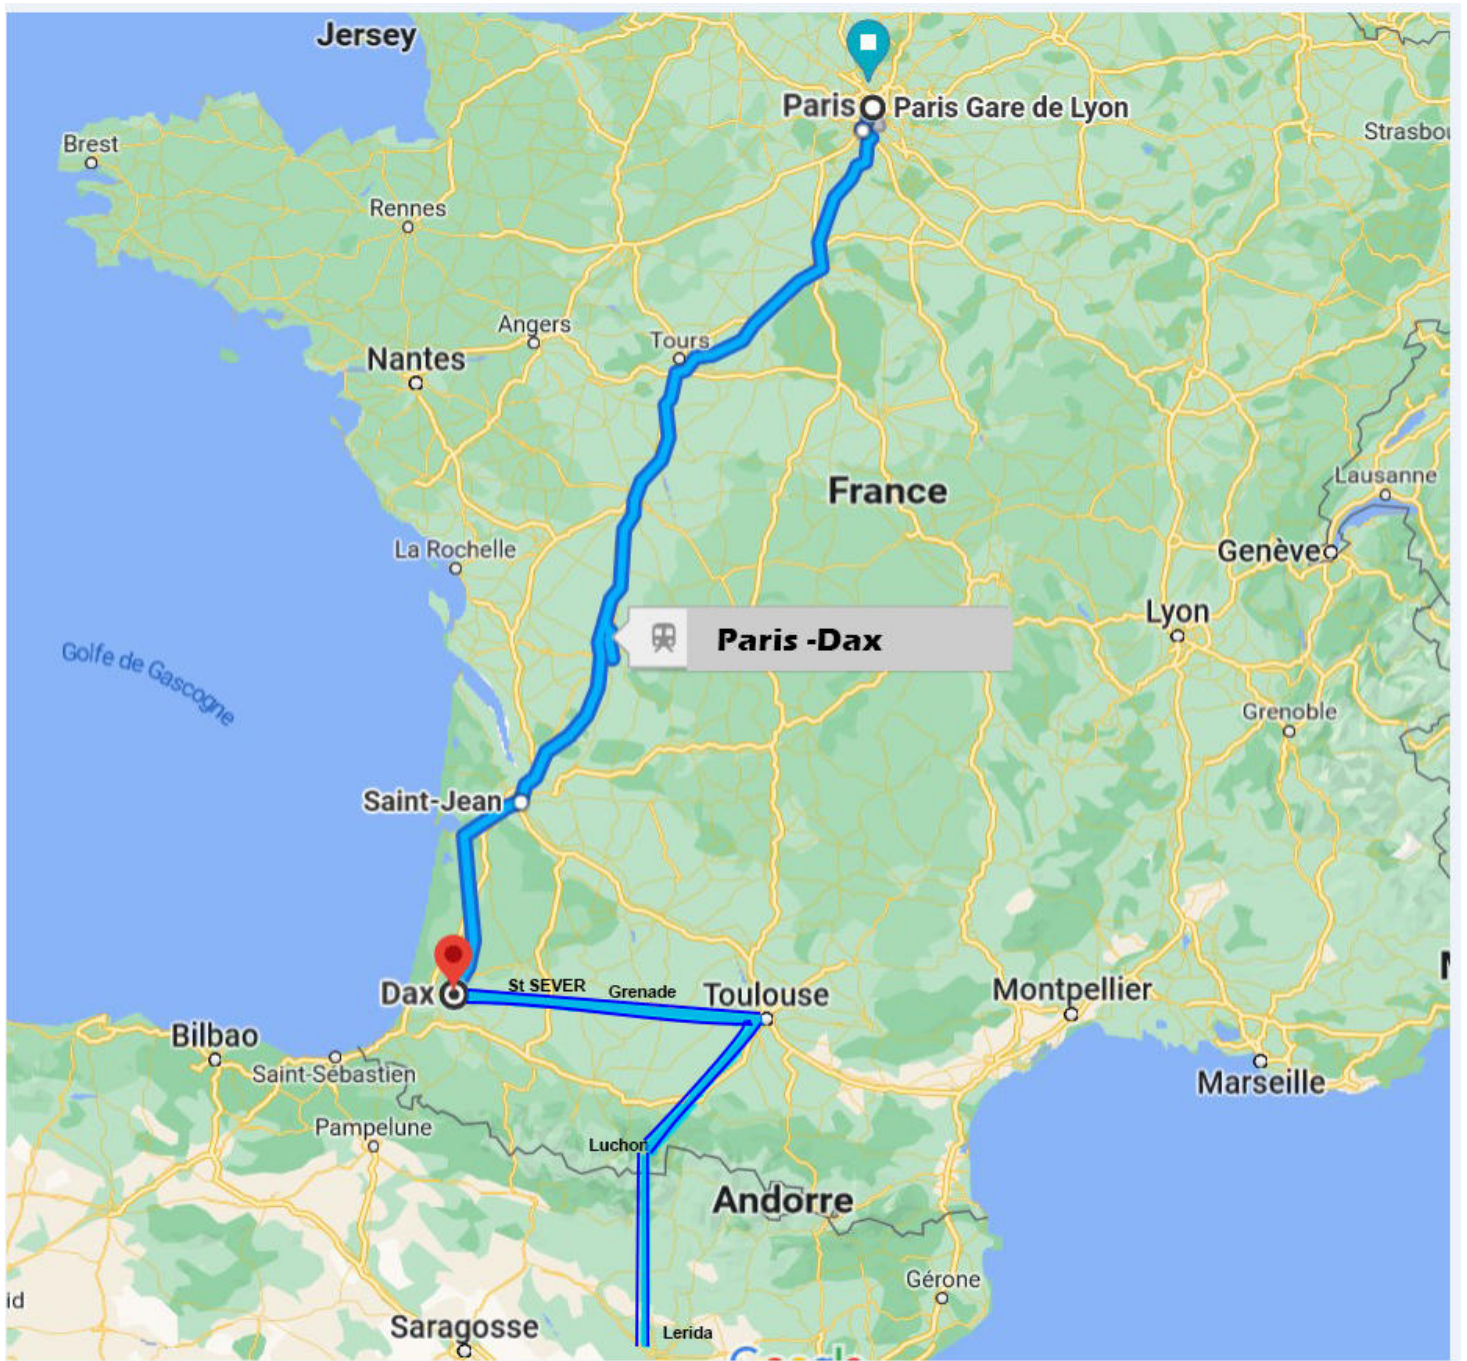 Jersey
Paris
Paris Gare de Lyon
Brest
Rennes
Angers
Tours
Nantes
France
Lausanne
La Rochelle
Genève
Lyon
Paris -Dax
Golfe de Gascogne
Grenoble
Saint-Jean
St SEVER
Grenade
Toulouse
Dax
Montpellier
Bilbao
Saint-Sébastien
Marseille
Pampelune
Luchon
Andorre
Gérone
id
Saragosse
Lerida